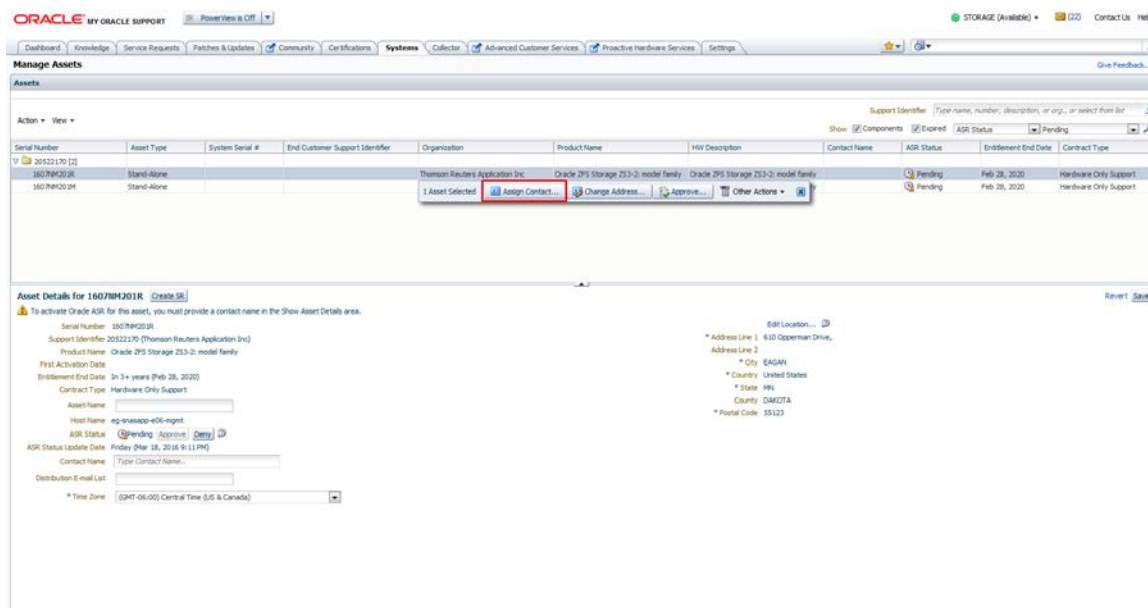 ORACLE MY ORACLE SUPPORT PowerView is Off STORAGE (Available) (22) Contact Us Hel
Dashboard Knowledge Service Requests Patches & Updates Community Certifications Systems Collector Advanced Customer Services Proactive Hardware Services Settings
Manage Assets Give Feedback...
Assets
Support Identifier Type name, number, description, or org., or select from list
Action View
Show Components Expired ASR Status Pending
Serial Number Asset Type System Serial # End Customer Support Identifier Organization Product Name HW Description Contact Name ASR Status Entitlement End Date Contract Type
20522170 [2]
1607NM201R Stand-Alone Thomson Reuters Application Inc Oracle ZFS Storage ZS3-2: model family Oracle ZFS Storage ZS3-2: model family Pending Feb 28, 2020 Hardware Only Support
1607NM201M Stand-Alone Pending Feb 28, 2020 Hardware Only Support
1 Asset Selected Assign Contact... Change Address... Approve... Other Actions
Asset Details for 1607NM201R Create SR Revert Save
To activate Oracle ASR for this asset, you must provide a contact name in the Show Asset Details area.
Serial Number 1607NM201R
Support Identifier 20522170 (Thomson Reuters Application Inc)
Product Name Oracle ZFS Storage ZS3-2: model family
First Activation Date
Entitlement End Date In 3+ years (Feb 28, 2020)
Contract Type Hardware Only Support
Asset Name
Host Name eg-snasapp-e06-mgmt
ASR Status Pending Approve Deny
ASR Status Update Date Friday (Mar 18, 2016 9:11 PM)
Contact Name Type Contact Name...
Distribution E-mail List
* Time Zone (GMT-06:00) Central Time (US & Canada)
Edit Location...
* Address Line 1 610 Opperman Drive,
Address Line 2
* City EAGAN
* Country United States
* State MN
County DAKOTA
* Postal Code 55123